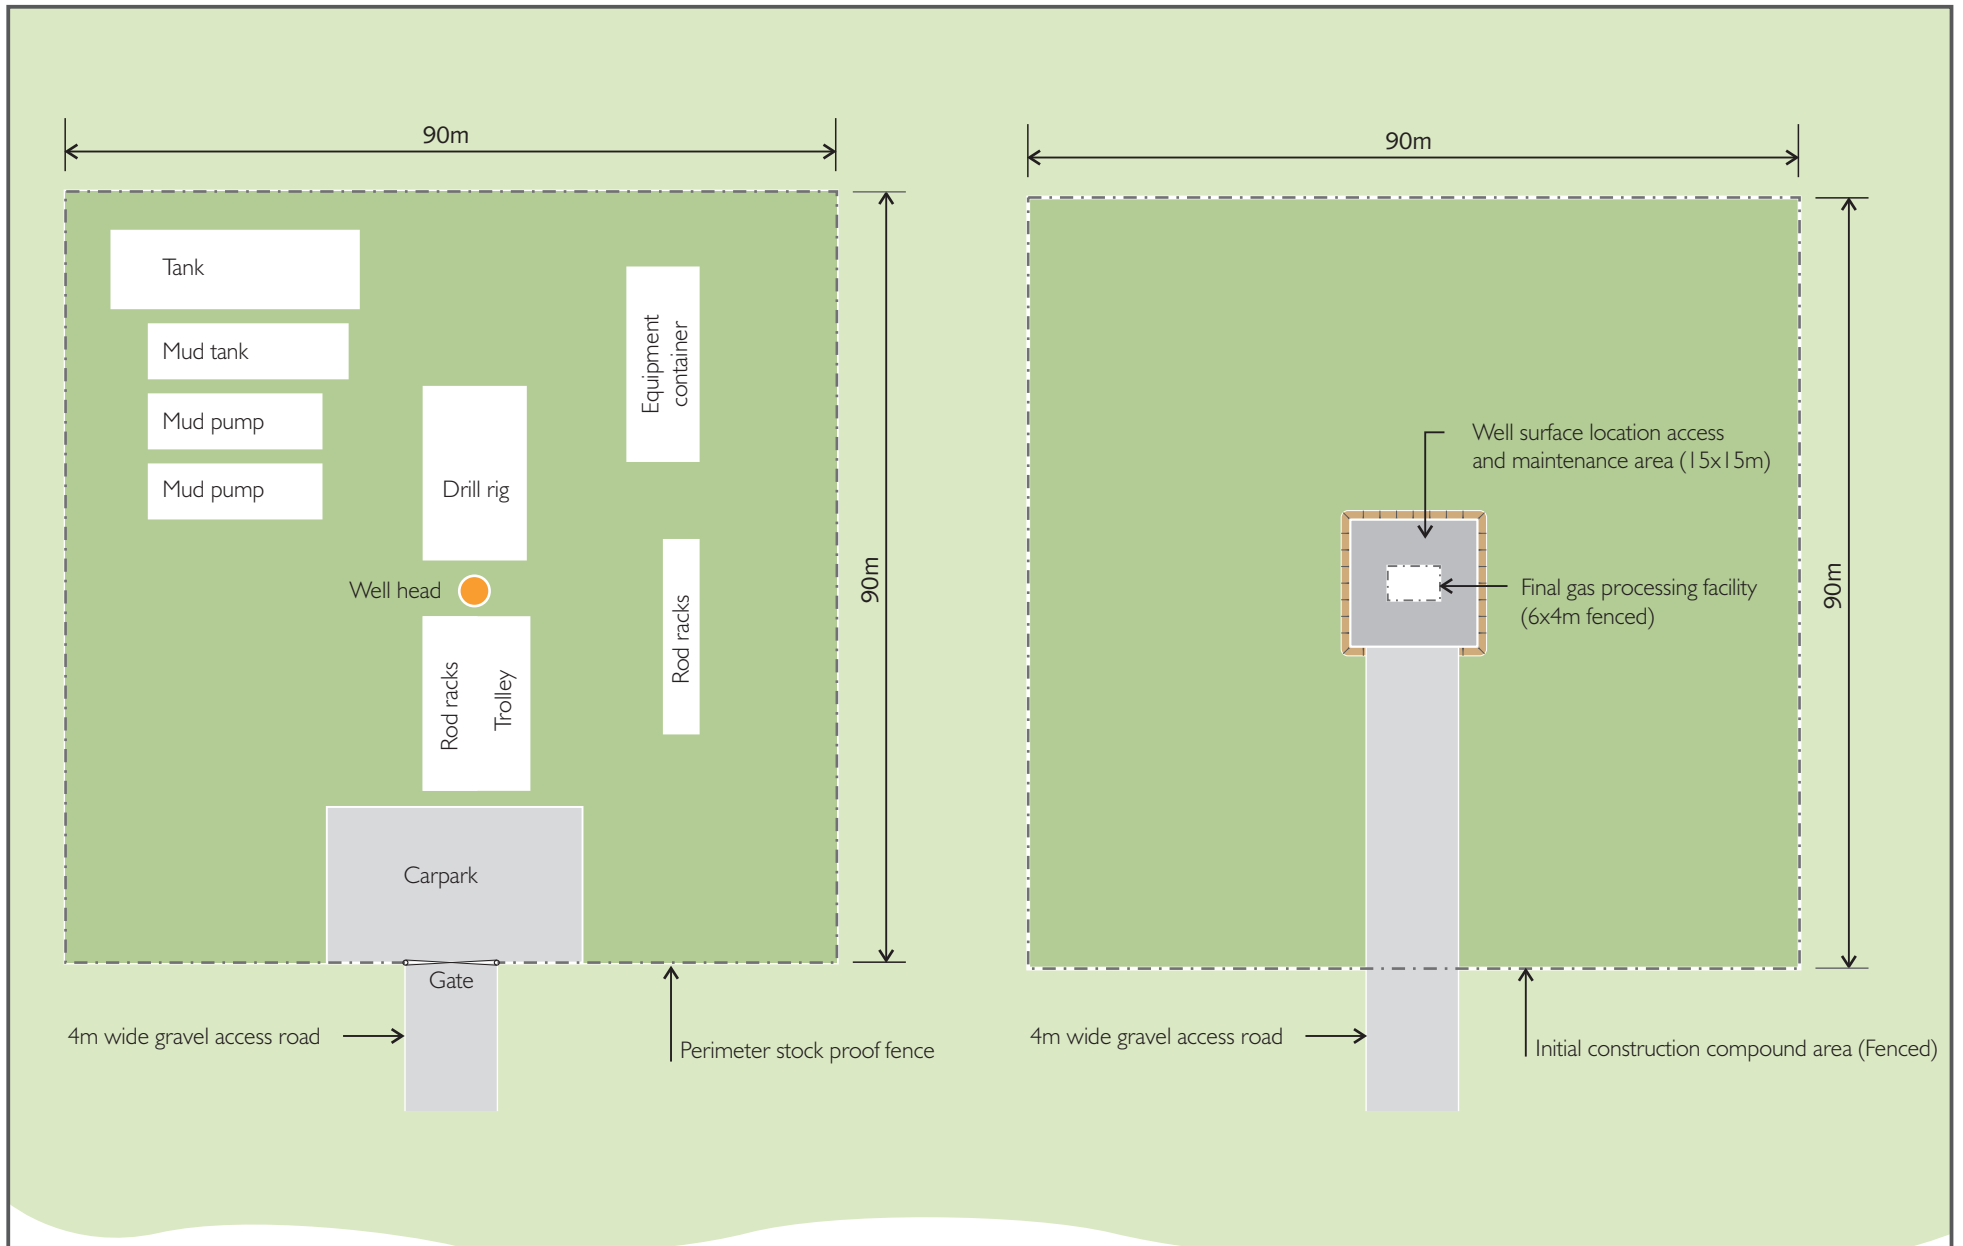 90m
Tank
Mud tank
Mud pump
Mud pump
Equipment
container
Drill rig
Well head
Rod racks
Trolley
Rod racks
90m
Carpark
Gate
4m wide gravel access road
Perimeter stock proof fence
90m
Well surface location access
and maintenance area (15x15m)
Final gas processing facility
(6x4m fenced)
90m
4m wide gravel access road
Initial construction compound area (Fenced)